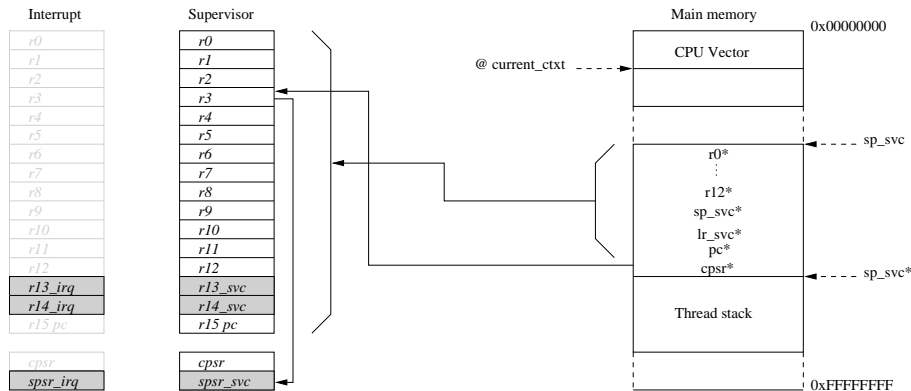 Interrupt
r0
r1
r2
r3
r4
r5
r6
r7
r8
r9
r10
r11
r12
r13_irq
r14_irq
r15 pc
cpsr
spsr_irq
Supervisor
r0
r1
r2
r3
r4
r5
r6
r7
r8
r9
r10
r11
r12
r13_svc
r14_svc
r15 pc
cpsr
spsr_svc
Main memory
0x00000000
CPU Vector
@ current_ctxt
sp_svc
r0*
r12*
sp_svc*
lr_svc*
pc*
cpsr*
sp_svc*
Thread stack
0xFFFFFFFF